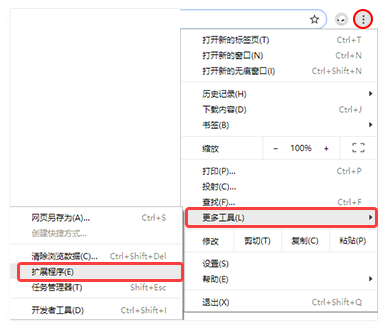 打开新的标签页(T) Ctrl+T
打开新的窗口(N) Ctrl+N
打开新的无痕窗口(I) Ctrl+Shift+N
历史记录(H)
下载内容(D) Ctrl+J
书签(B)
缩放 − 100% +
打印(P)... Ctrl+P
投射(C)...
查找(F)... Ctrl+F
更多工具(L)
修改 剪切(T) 复制(C) 粘贴(P)
设置(S)
帮助(E)
退出(X) Ctrl+Shift+Q
网页另存为(A)... Ctrl+S
创建快捷方式...
清除浏览数据(C)... Ctrl+Shift+Del
扩展程序(E)
任务管理器(T) Shift+Esc
开发者工具(D) Ctrl+Shift+I